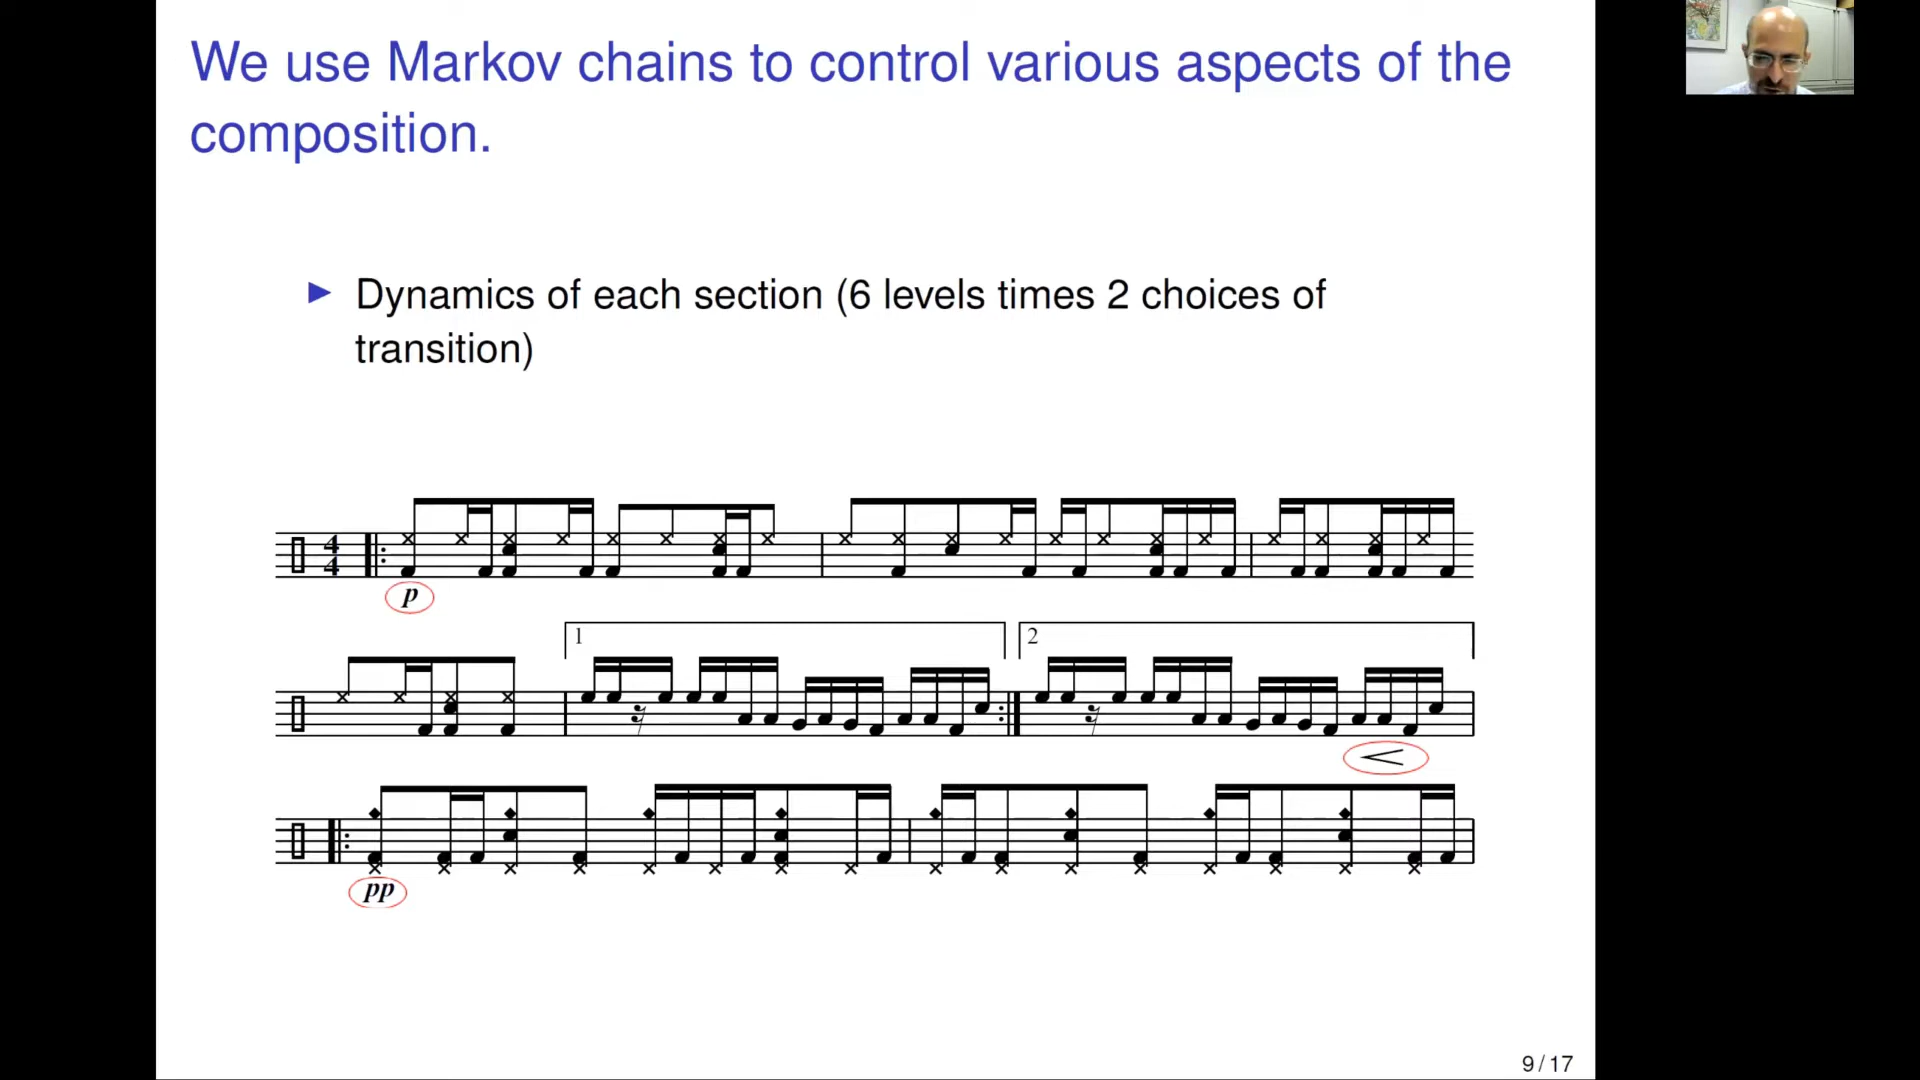 We use Markov chains to control various aspects of the
composition.
▶ Dynamics of each section (6 levels times 2 choices of
transition)
4
4
p
1
2
pp
9 / 17